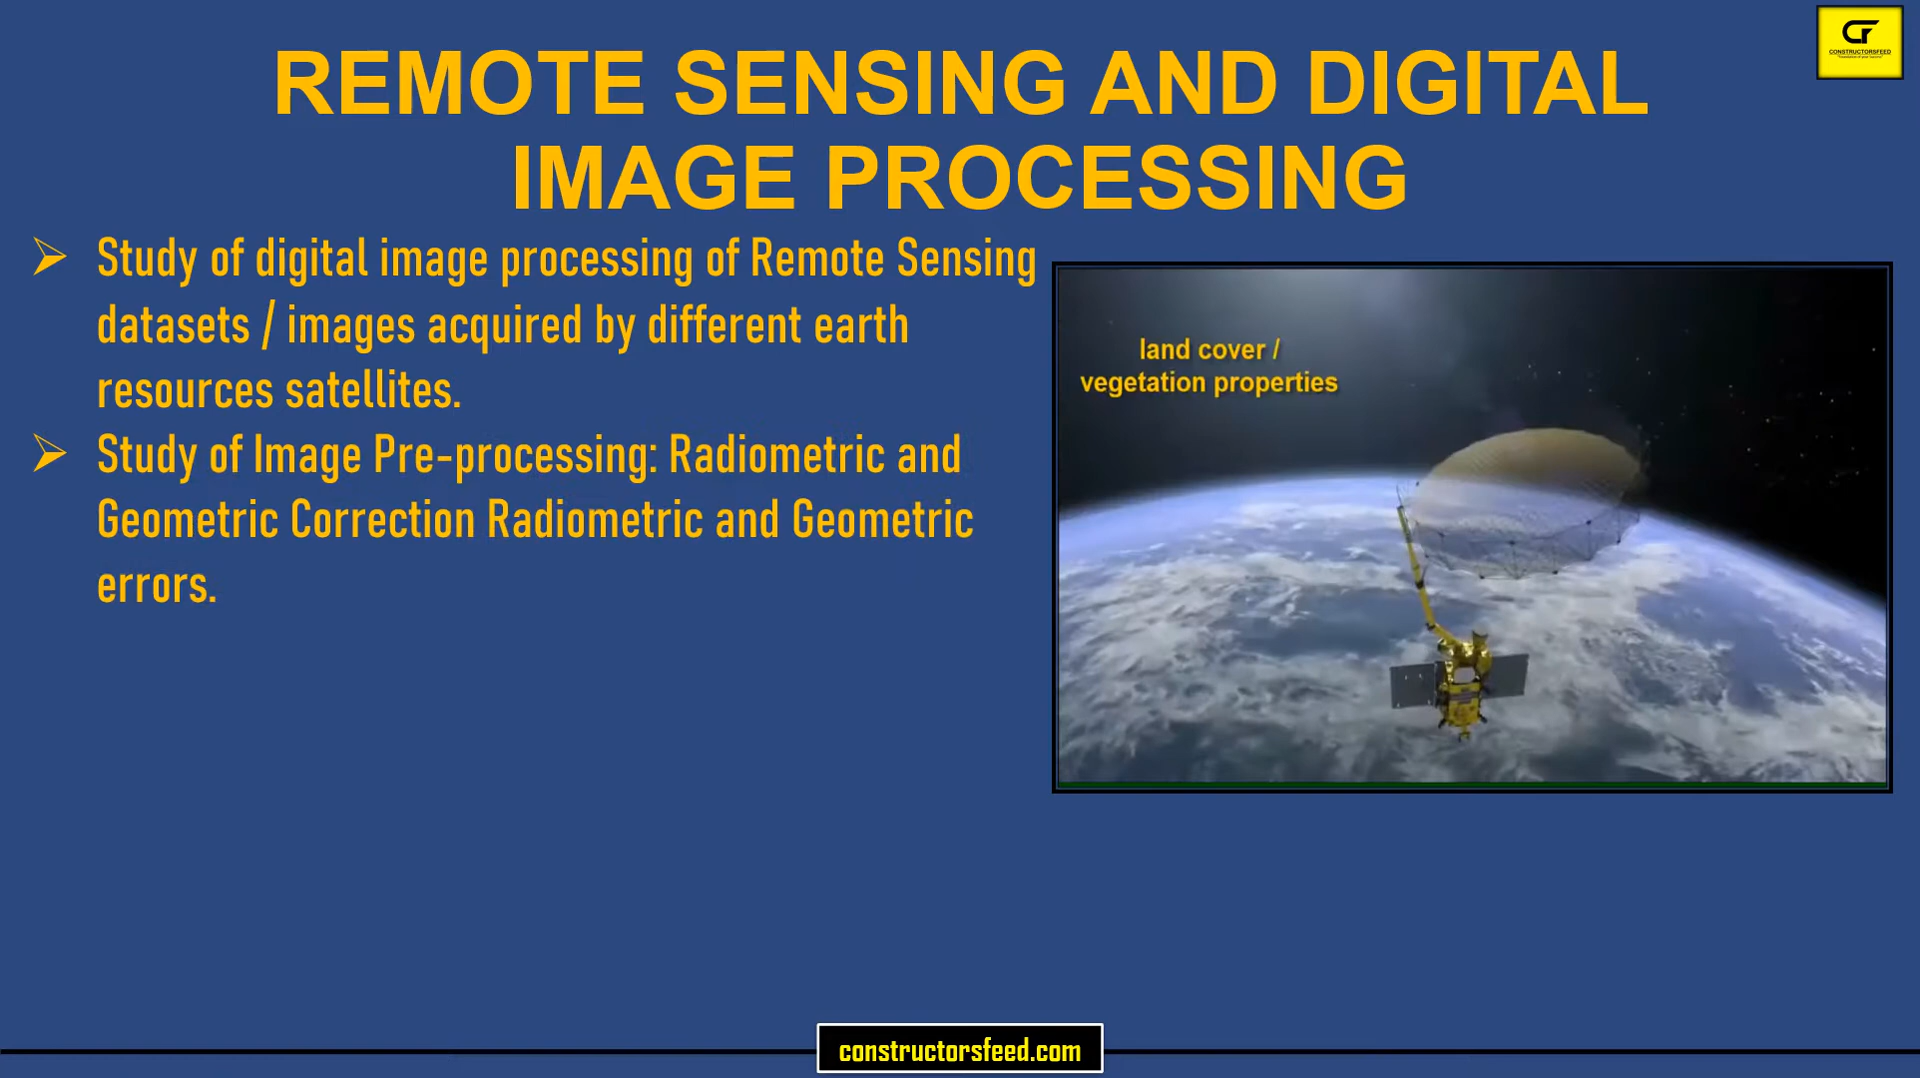 CONSTRUCTORSFEED
REMOTE SENSING AND DIGITAL
IMAGE PROCESSING
➢ Study of digital image processing of Remote Sensing
datasets / images acquired by different earth
resources satellites.
➢ Study of Image Pre-processing: Radiometric and
Geometric Correction Radiometric and Geometric
errors.
land cover /
vegetation properties
constructorsfeed.com